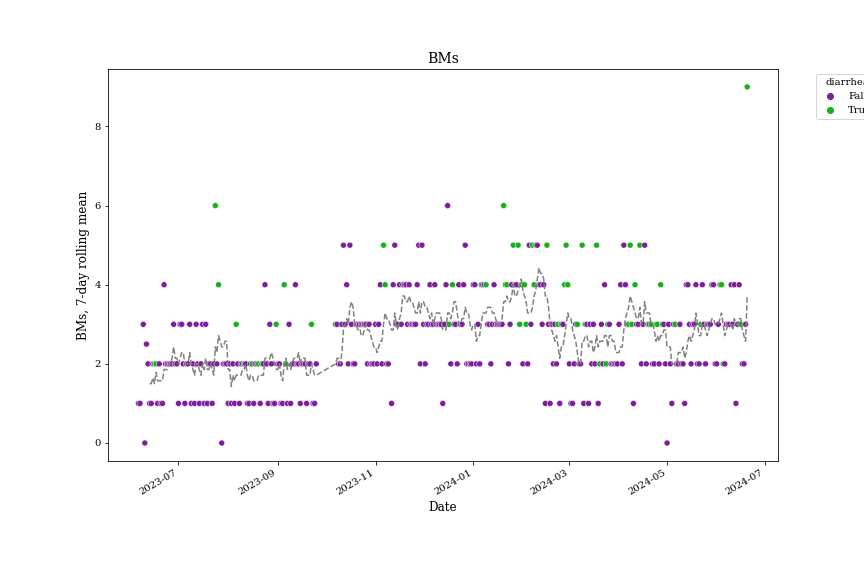 BMs
diarrhea
Fal
Tru
BMs, 7-day rolling mean
8
6
4
2
0
2023-07
2023-09
2023-11
2024-01
2024-03
2024-05
2024-07
Date